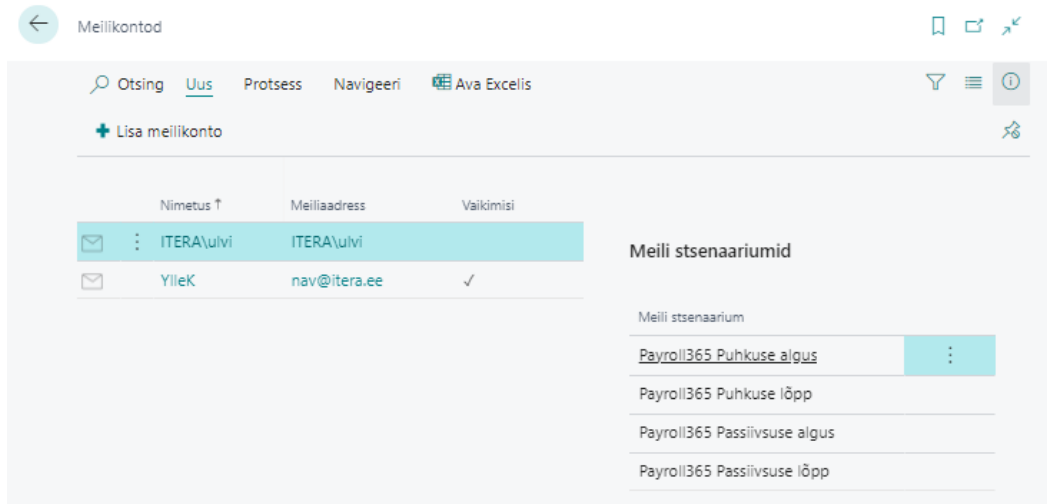 Meilikontod
Otsing Uus Protsess Navigeeri Ava Excelis
Lisa meilikonto
Nimetus ↑ Meiliaadress Vaikimisi
ITERA\ulvi ITERA\ulvi
YlleK nav@itera.ee ✓
Meili stsenaariumid
Meili stsenaarium
Payroll365 Puhkuse algus
Payroll365 Puhkuse lõpp
Payroll365 Passiivsuse algus
Payroll365 Passiivsuse lõpp